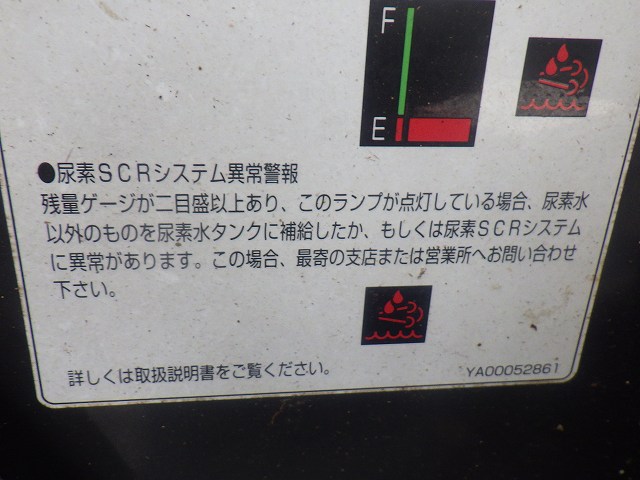 F
E
●尿素SCRシステム異常警報
残量ゲージが二目盛以上あり、このランプが点灯している場合、尿素水
以外のものを尿素水タンクに補給したか、もしくは尿素SCRシステム
に異常があります。この場合、最寄の支店または営業所へお問い合わせ
下さい。
詳しくは取扱説明書をご覧ください。
YA00052861